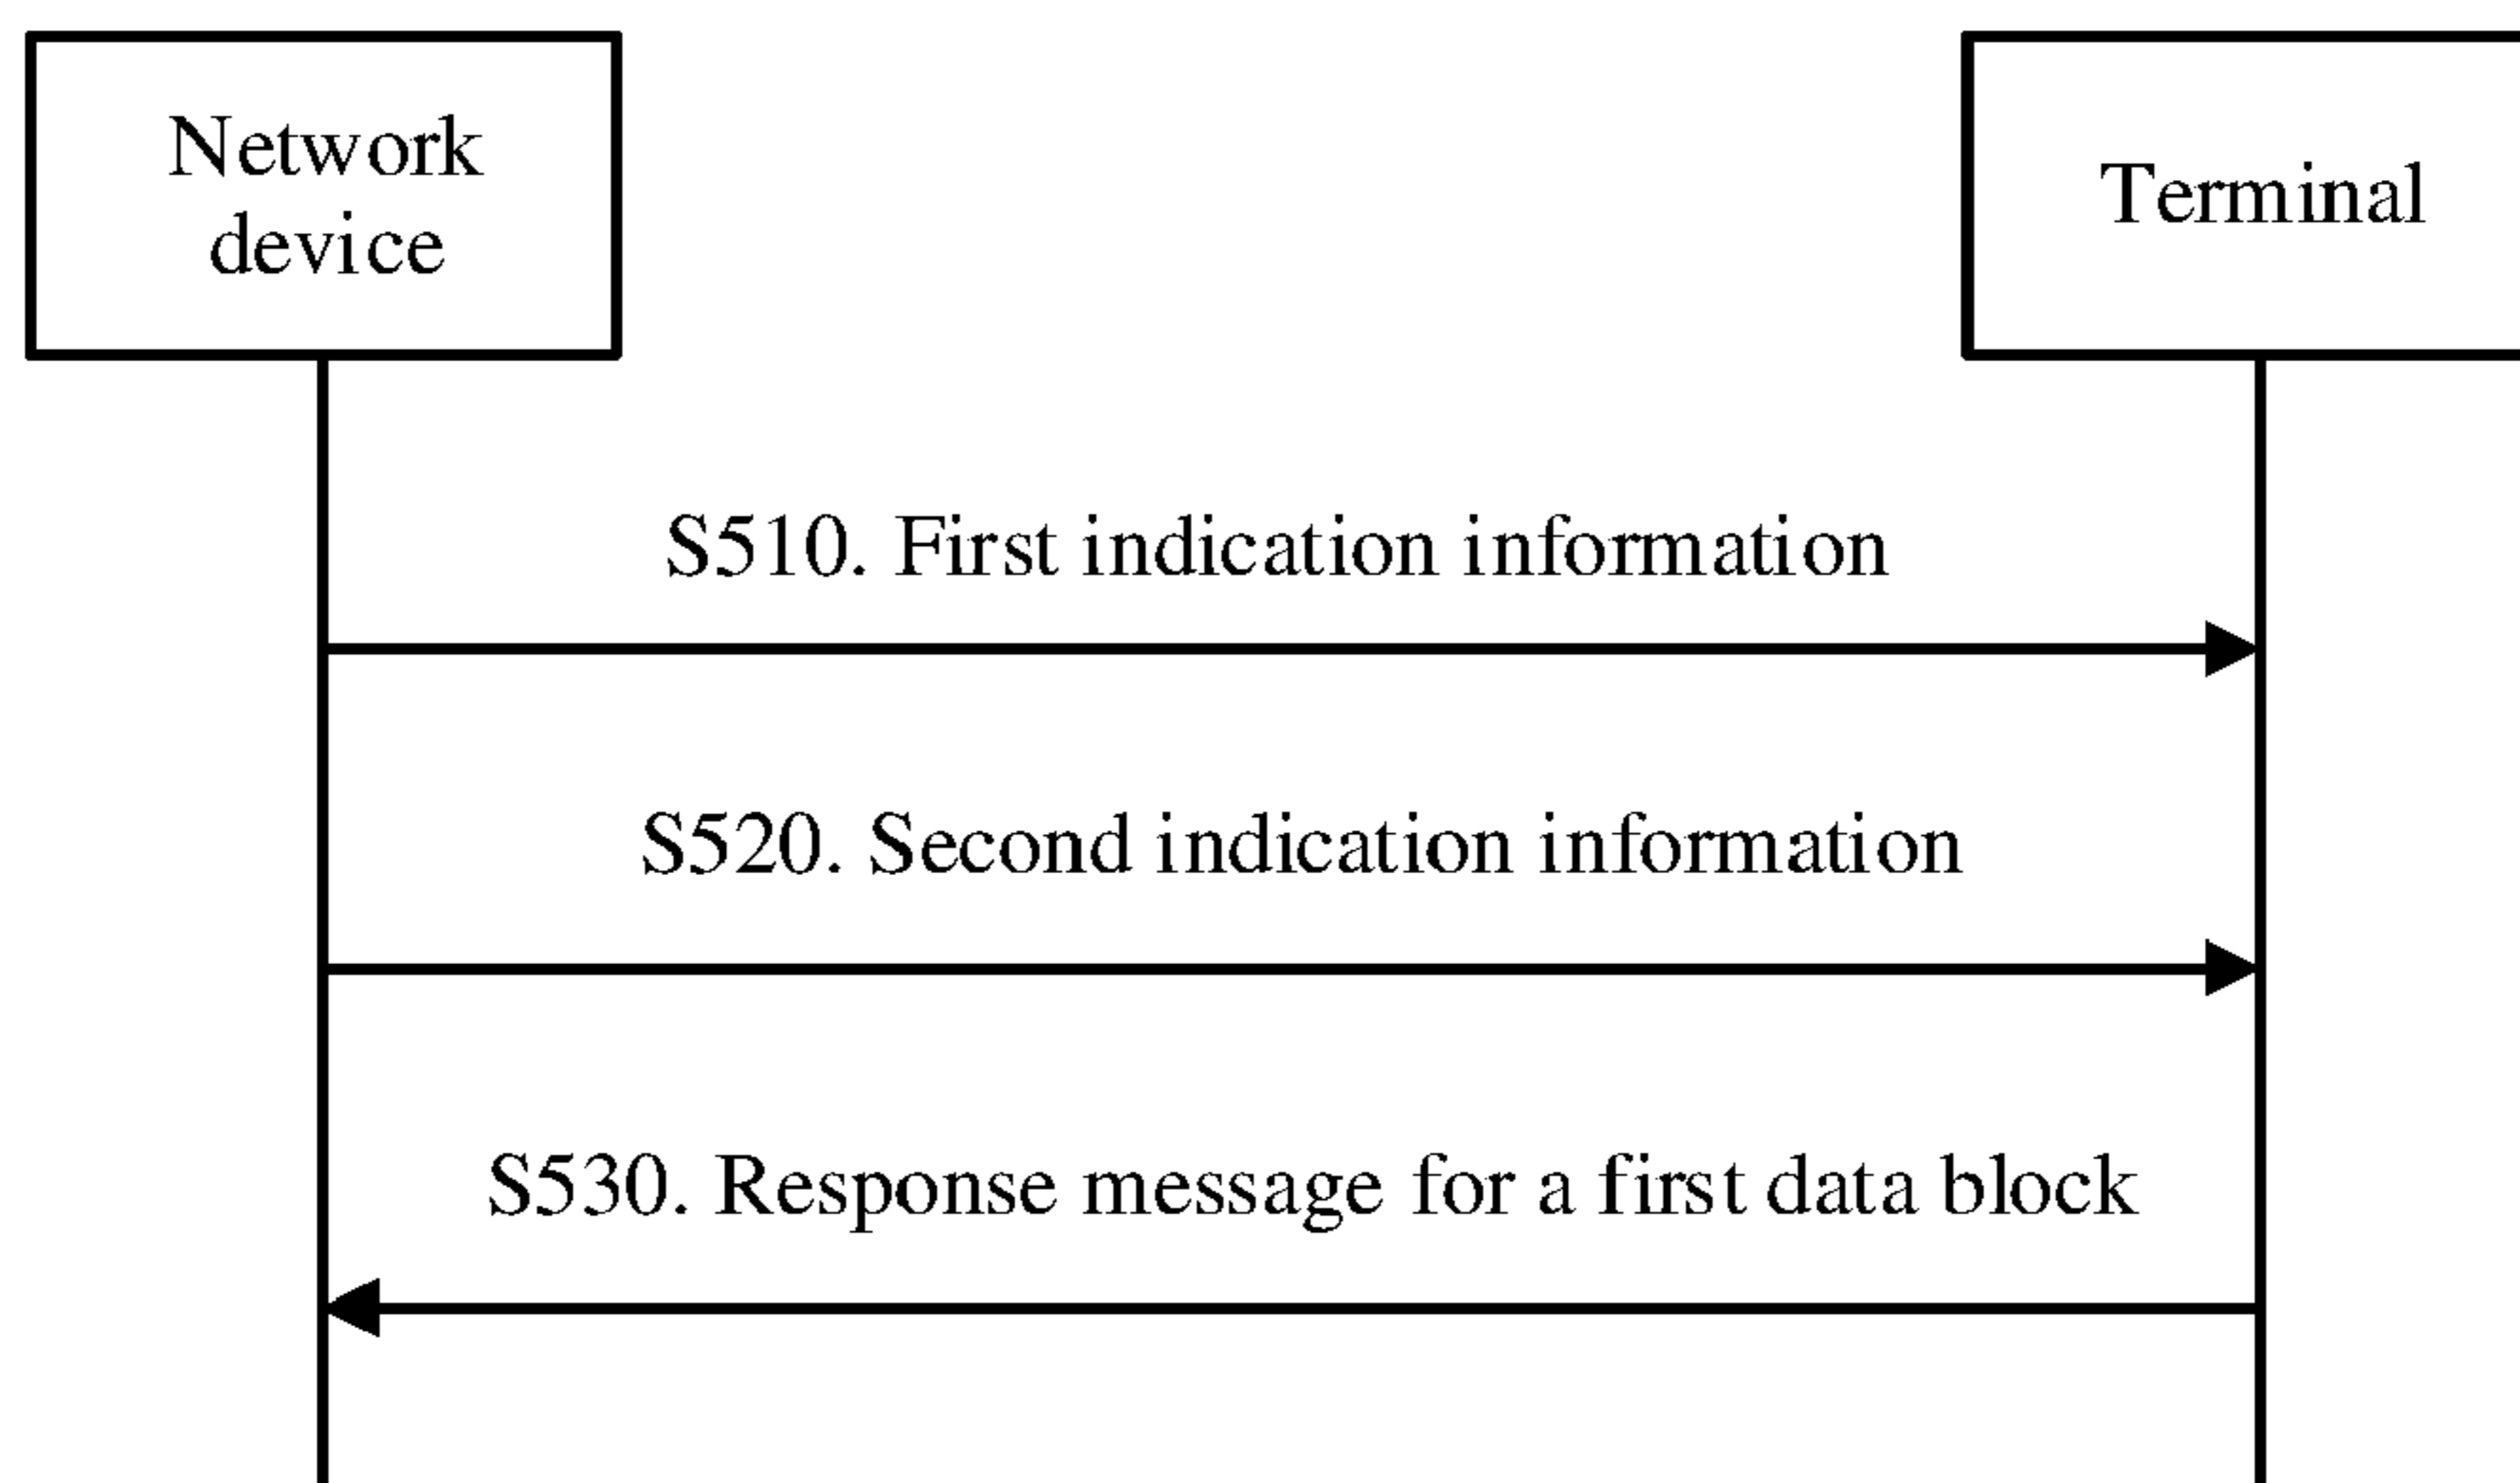 Network
device
Terminal
S510. First indication information
S520. Second indication information
S530. Response message for a first data block